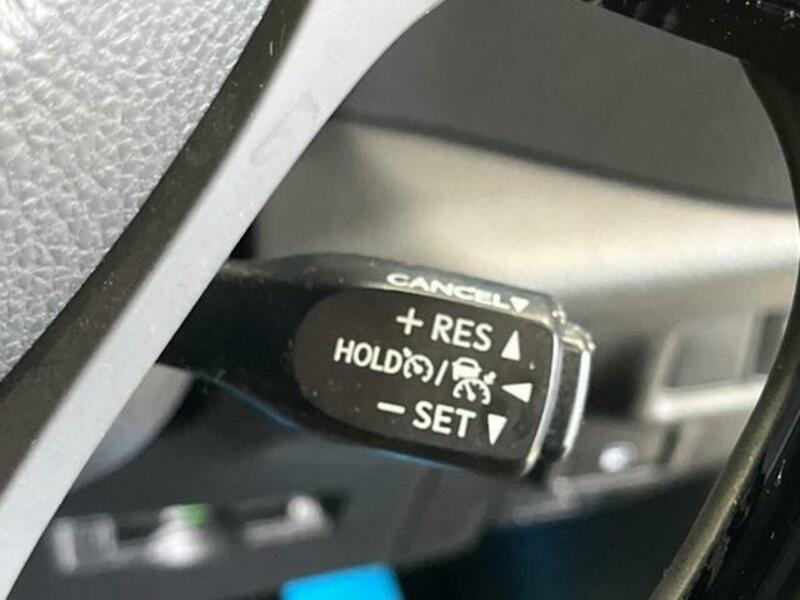 CANCEL▼
+ RES ▲
HOLD / ◀
− SET ▼